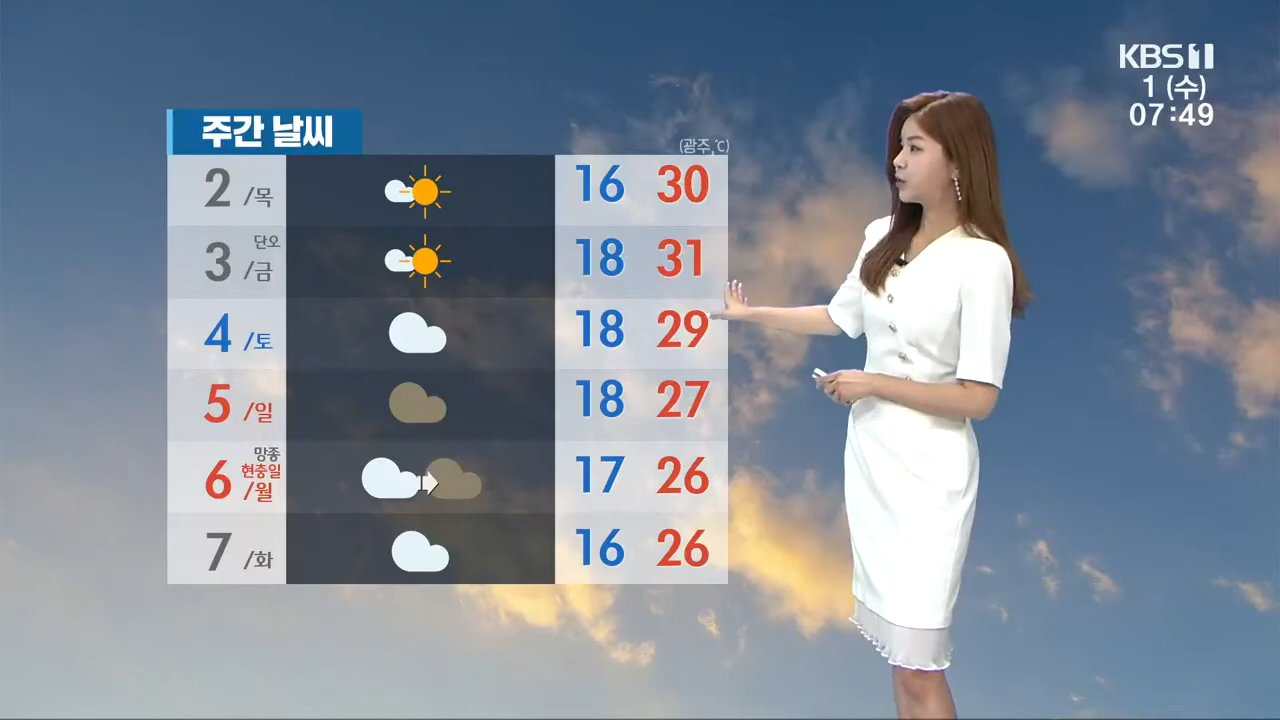 KBS 1
1 (수)
07:49
주간 날씨
(광주,℃)
2 /목 16 30
단오
3 /금 18 31
4 /토 18 29
5 /일 18 27
망종
현충일
6 /월 17 26
7 /화 16 26